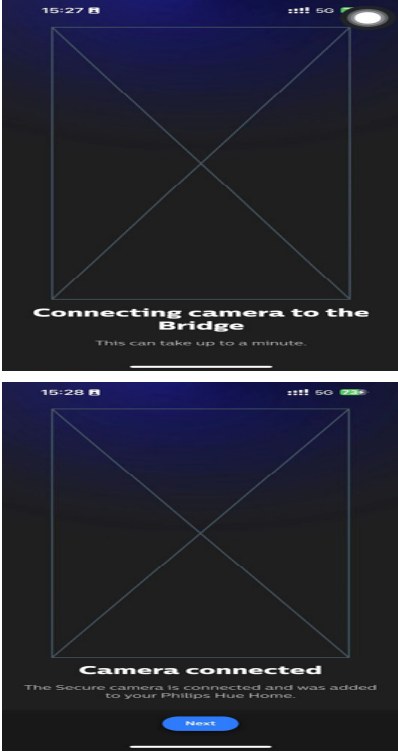 15:27
5G
Connecting camera to the
Bridge
This can take up to a minute.
15:28
5G 73
Camera connected
The Secure camera is connected and was added
to your Philips Hue Home.
Next